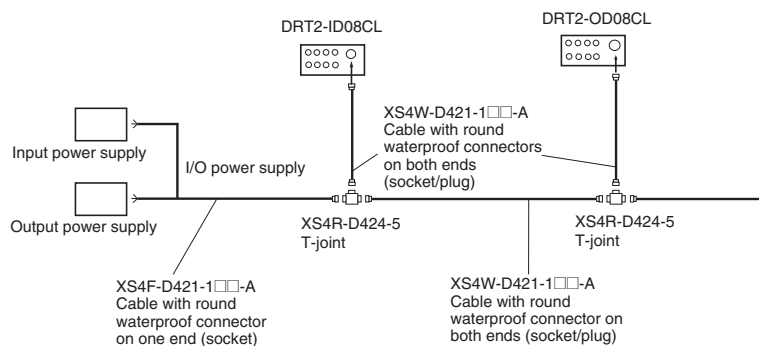 DRT2-ID08CL
DRT2-OD08CL
XS4W-D421-1□□-A
Cable with round
waterproof connectors
on both ends
(socket/plug)
Input power supply
I/O power supply
Output power supply
XS4R-D424-5
T-joint
XS4R-D424-5
T-joint
XS4F-D421-1□□-A
Cable with round
waterproof connector
on one end (socket)
XS4W-D421-1□□-A
Cable with round
waterproof connector on
both ends (socket/plug)